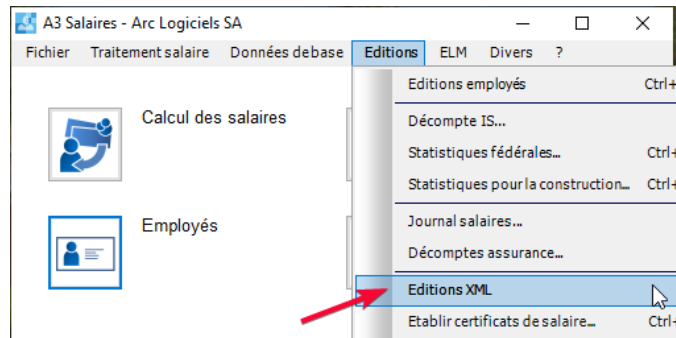 A3 Salaires - Arc Logiciels SA
Fichier Traitement salaire Données de base Editions ELM Divers ?
Editions employés Ctrl+
Calcul des salaires
Décompte IS...
Statistiques fédérales... Ctrl+
Statistiques pour la construction... Ctrl+
Journal salaires...
Employés
Décomptes assurance...
Editions XML
Etablir certificats de salaire... Ctrl+